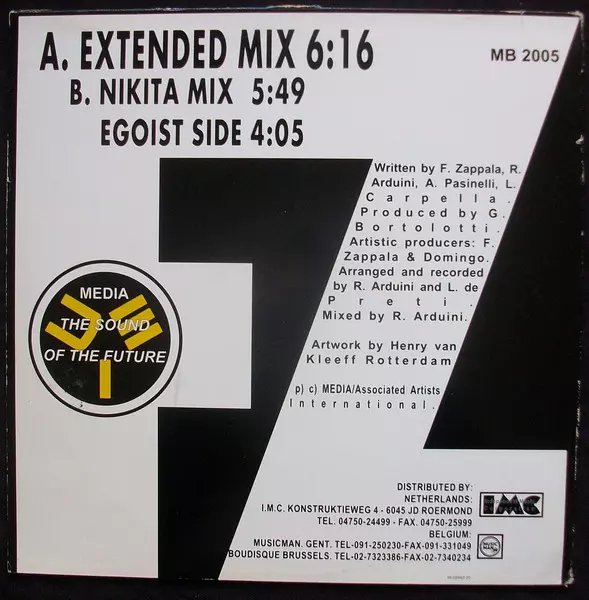 A. EXTENDED MIX 6:16
MB 2005
B. NIKITA MIX 5:49
EGOIST SIDE 4:05
Written by F. Zappala, R.
Arduini, A. Pasinelli, L.
Carpella.
Produced by G.
Bortolotti.
Artistic producers: F.
Zappala & Domingo.
Arranged and recorded
by R. Arduini and L. de
Preti.
Mixed by R. Arduini.
Artwork by Henry van
Kleeff Rotterdam
p) c) MEDIA/Associated Artists
International.
MEDIA
THE SOUND
OF THE FUTURE
DISTRIBUTED BY:
NETHERLANDS:
I.M.C. KONSTRUKTIEWEG 4 - 6045 JD ROERMOND
TEL. 04750-24499 - FAX. 04750-25999
IMC
BELGIUM:
MUSICMAN. GENT. TEL-091-250230-FAX-091-331049
BOUDISQUE BRUSSELS. TEL-02-7323386-FAX-02-7340234
MUSIC
MAN